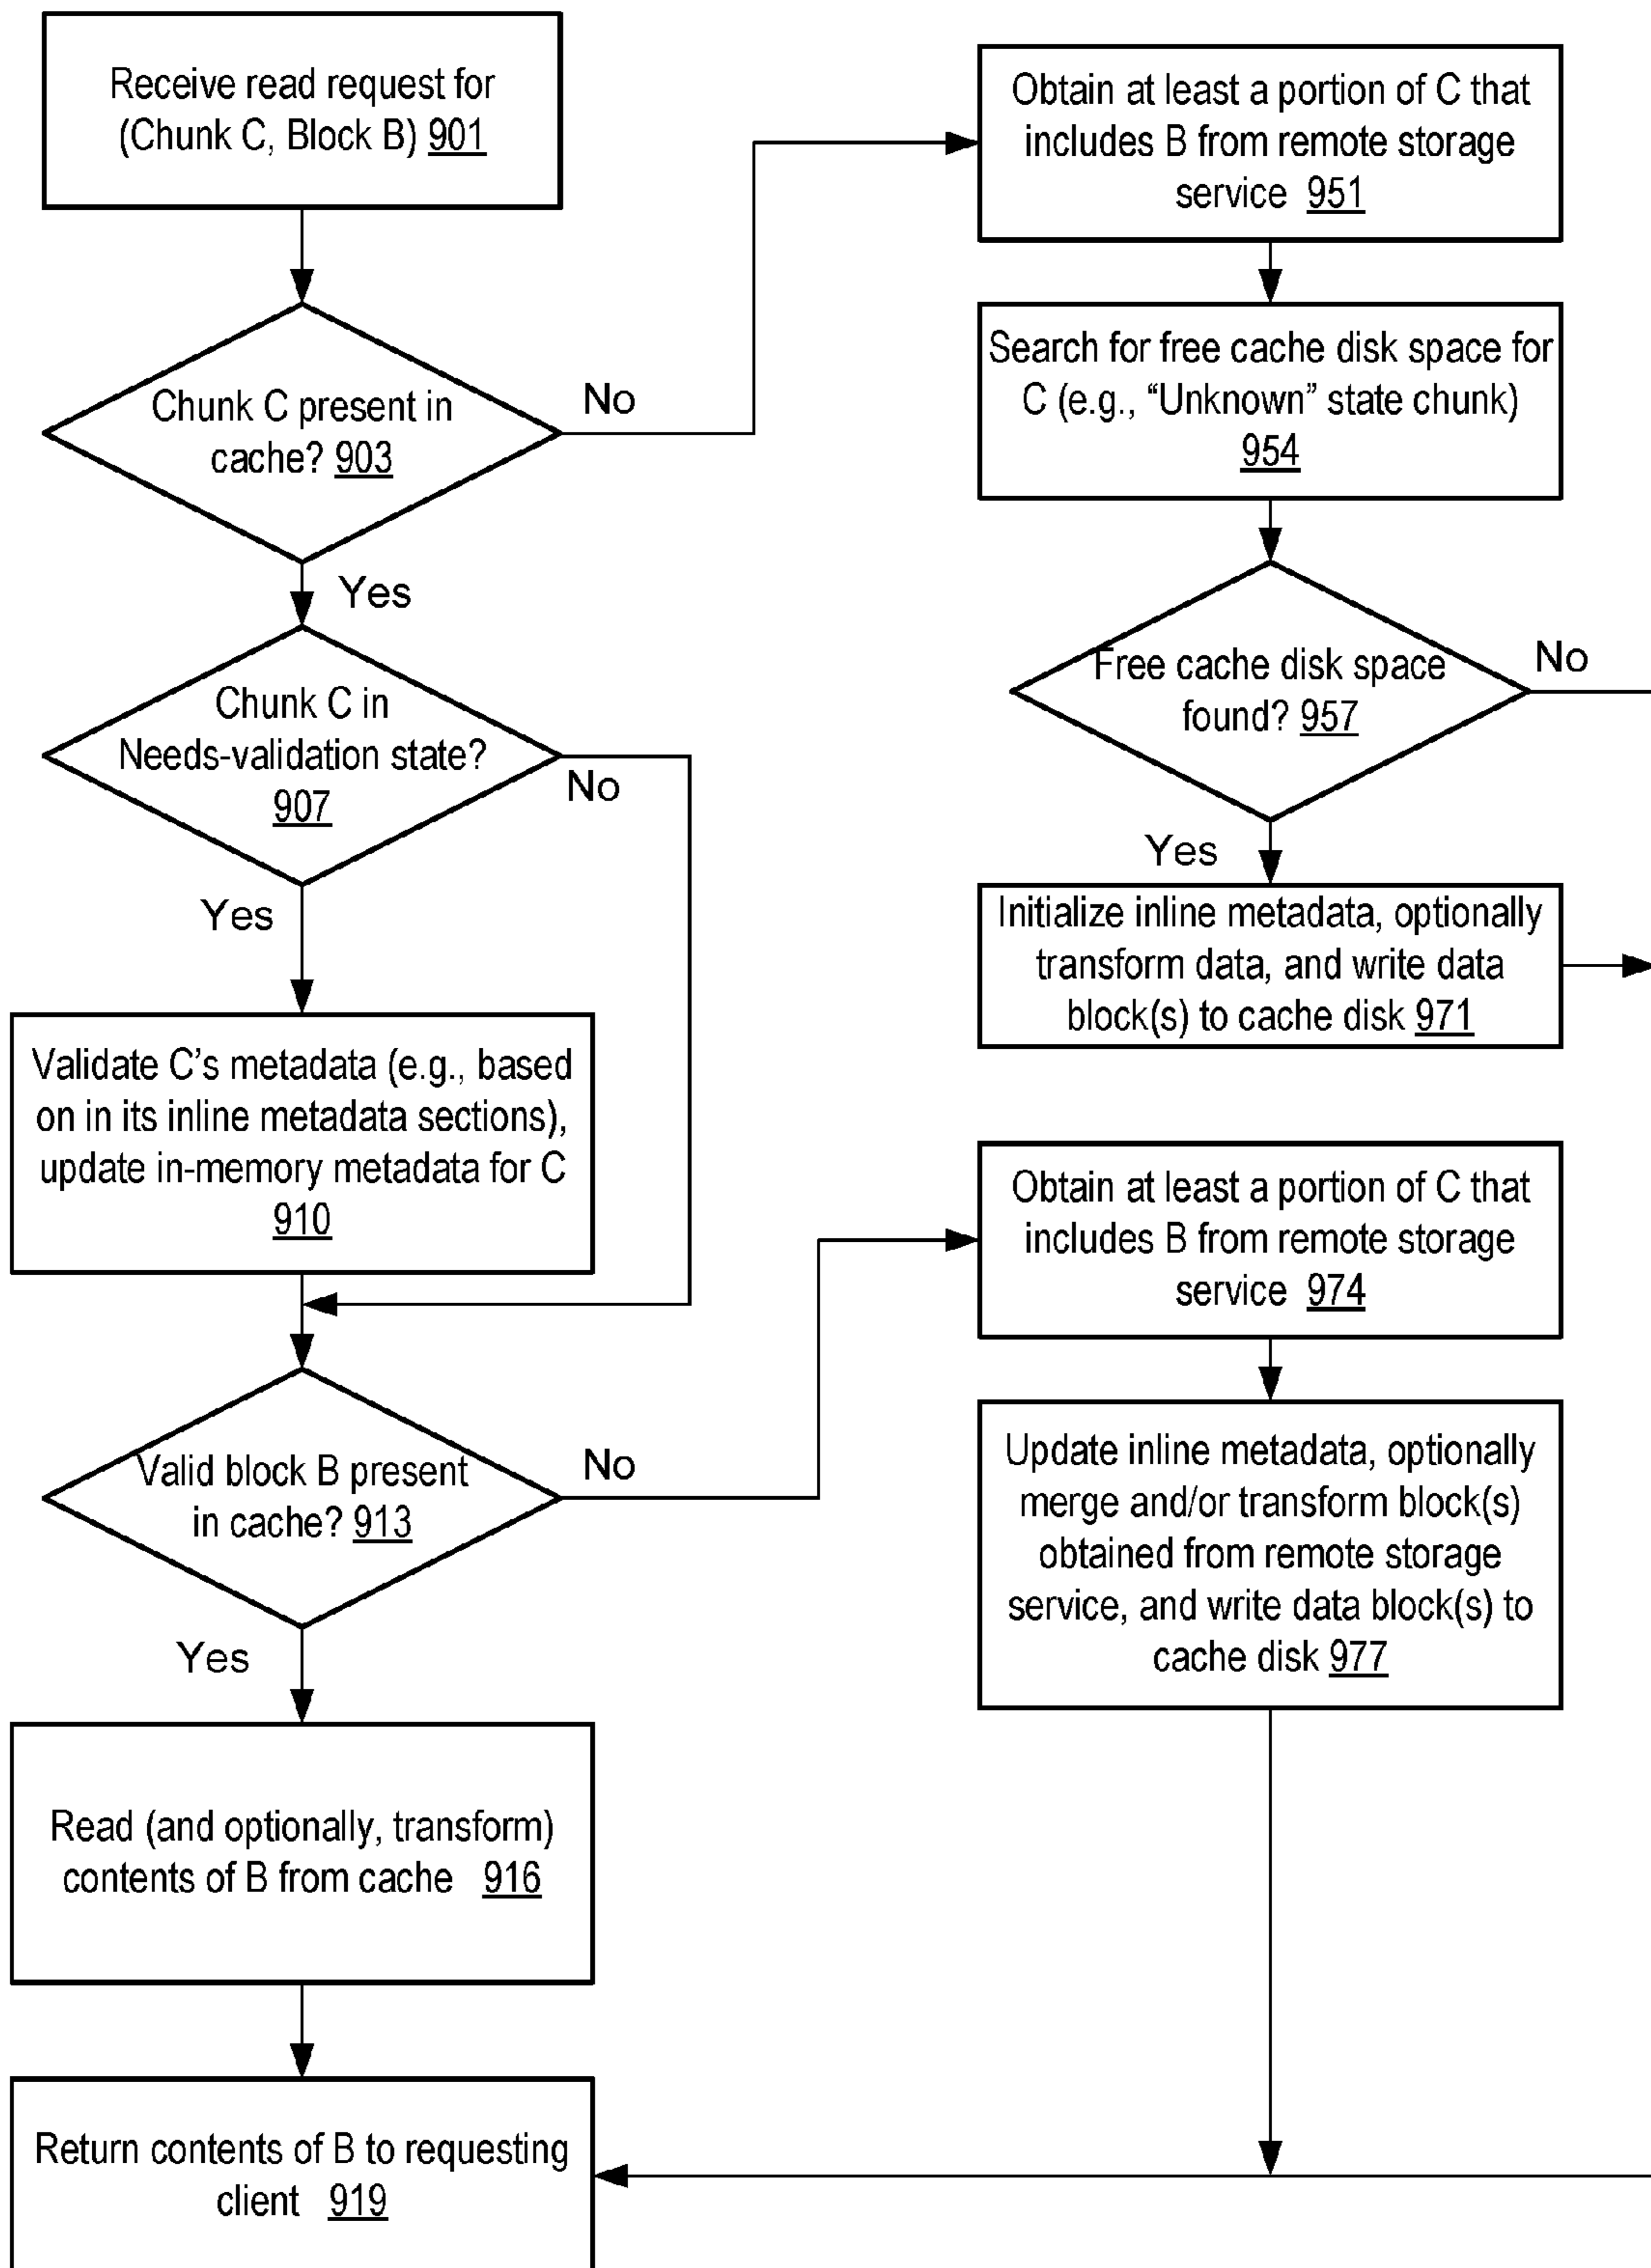 Receive read request for
(Chunk C, Block B) 901
Chunk C present in
cache? 903
No
Yes
Chunk C in
Needs-validation state?
907
No
Yes
Validate C's metadata (e.g., based
on in its inline metadata sections),
update in-memory metadata for C
910
Valid block B present
in cache? 913
No
Yes
Read (and optionally, transform)
contents of B from cache 916
Return contents of B to requesting
client 919
Obtain at least a portion of C that
includes B from remote storage
service 951
Search for free cache disk space for
C (e.g., “Unknown” state chunk)
954
Free cache disk space
found? 957
No
Yes
Initialize inline metadata, optionally
transform data, and write data
block(s) to cache disk 971
Obtain at least a portion of C that
includes B from remote storage
service 974
Update inline metadata, optionally
merge and/or transform block(s)
obtained from remote storage
service, and write data block(s) to
cache disk 977